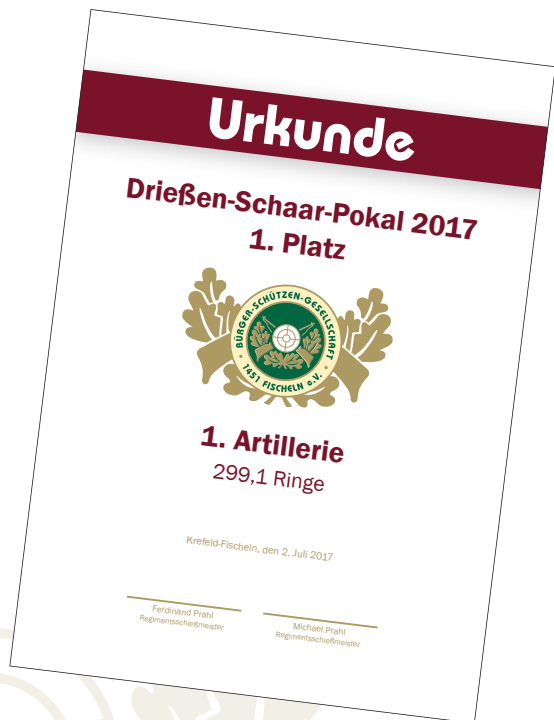 Urkunde
Drießen-Schaar-Pokal 2017
1. Platz
BÜRGER-SCHÜTZEN-GESELLSCHAFT
1451 FISCHELN e.V.
1. Artillerie
299,1 Ringe
Krefeld-Fischeln, den 2. Juli 2017
Ferdinand Prahl
Regimentsschießmeister
Michael Prahl
Regimentsschießmeister